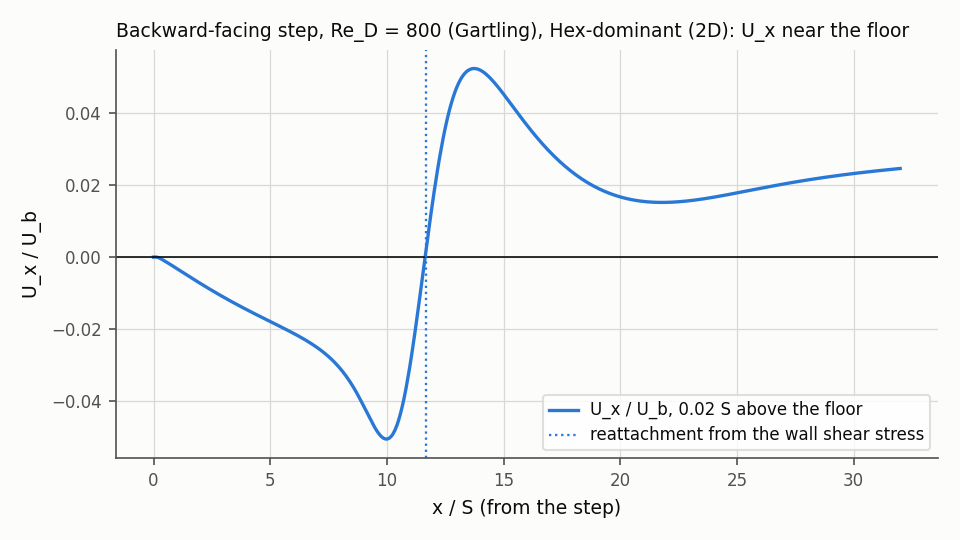 Backward-facing step, Re_D = 800 (Gartling), Hex-dominant (2D): U_x near the floor
U_x / U_b
0.04
0.02
0.00
−0.02
−0.04
U_x / U_b, 0.02 S above the floor
reattachment from the wall shear stress
0 5 10 15 20 25 30
x / S (from the step)